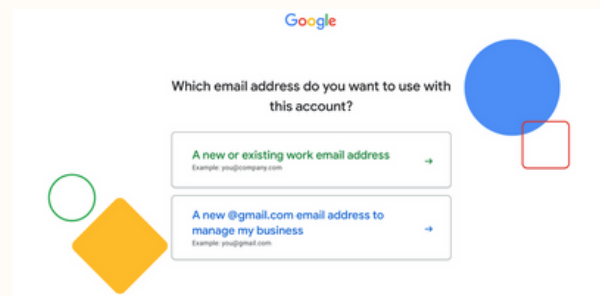 Google
Which email address do you want to use with
this account?
A new or existing work email address
Example: you@company.com
→
A new @gmail.com email address to
manage my business
Example: you@gmail.com
→